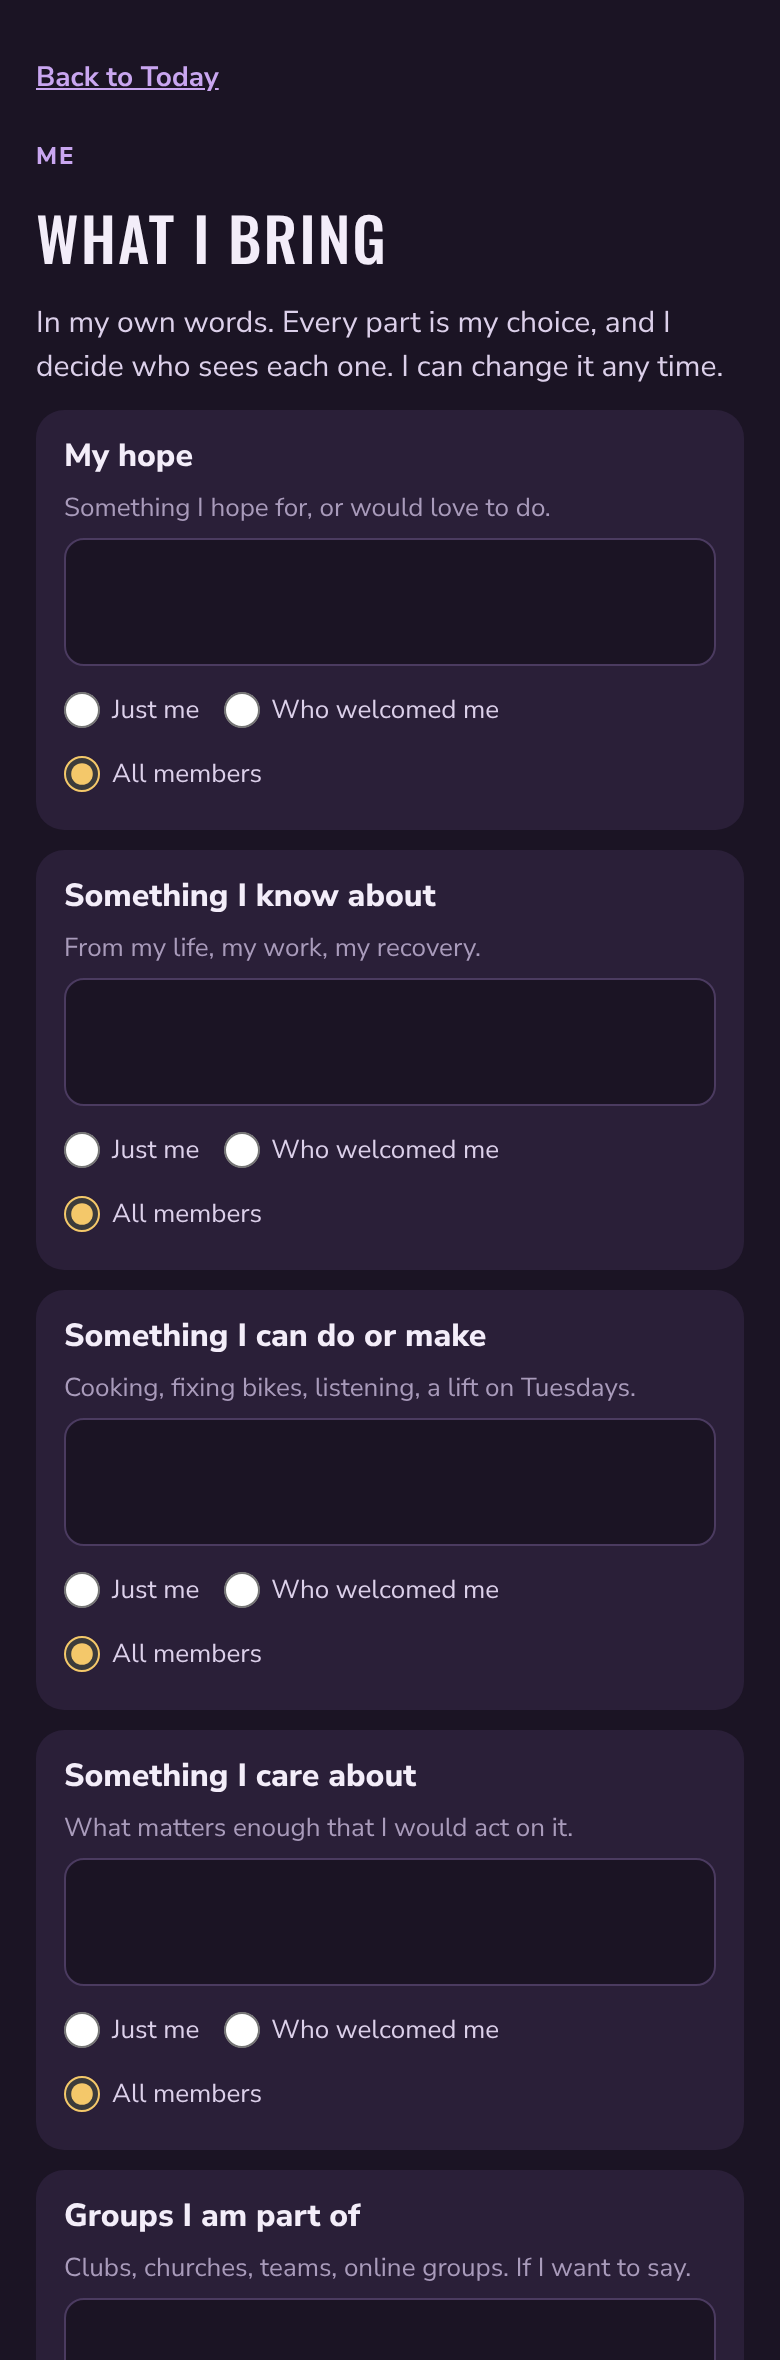 Back to Today
ME
WHAT I BRING
In my own words. Every part is my choice, and I
decide who sees each one. I can change it any time.
My hope
Something I hope for, or would love to do.
Just me Who welcomed me
All members
Something I know about
From my life, my work, my recovery.
Just me Who welcomed me
All members
Something I can do or make
Cooking, fixing bikes, listening, a lift on Tuesdays.
Just me Who welcomed me
All members
Something I care about
What matters enough that I would act on it.
Just me Who welcomed me
All members
Groups I am part of
Clubs, churches, teams, online groups. If I want to say.